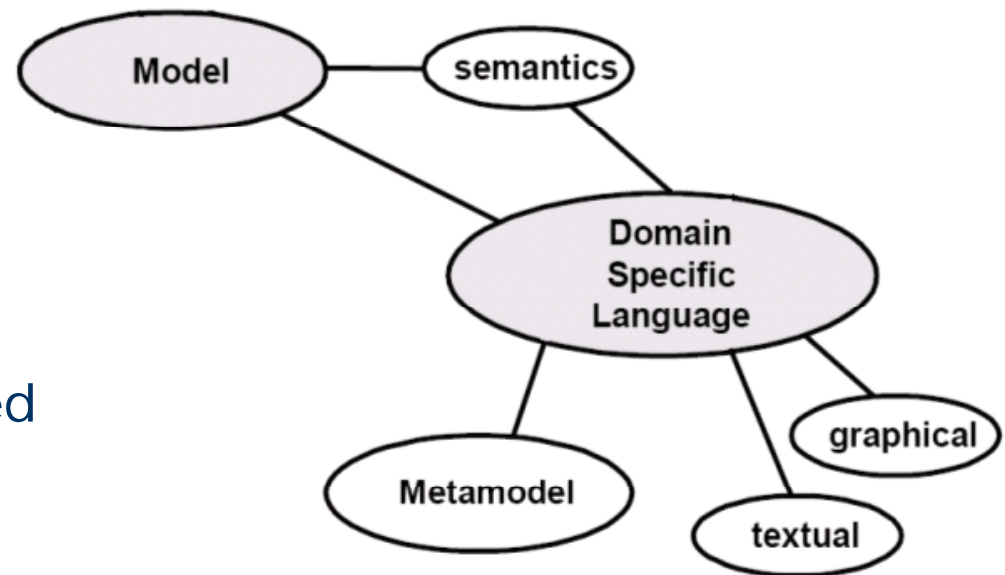 Model
semantics
Domain
Specific
Language
ed
graphical
Metamodel
textual